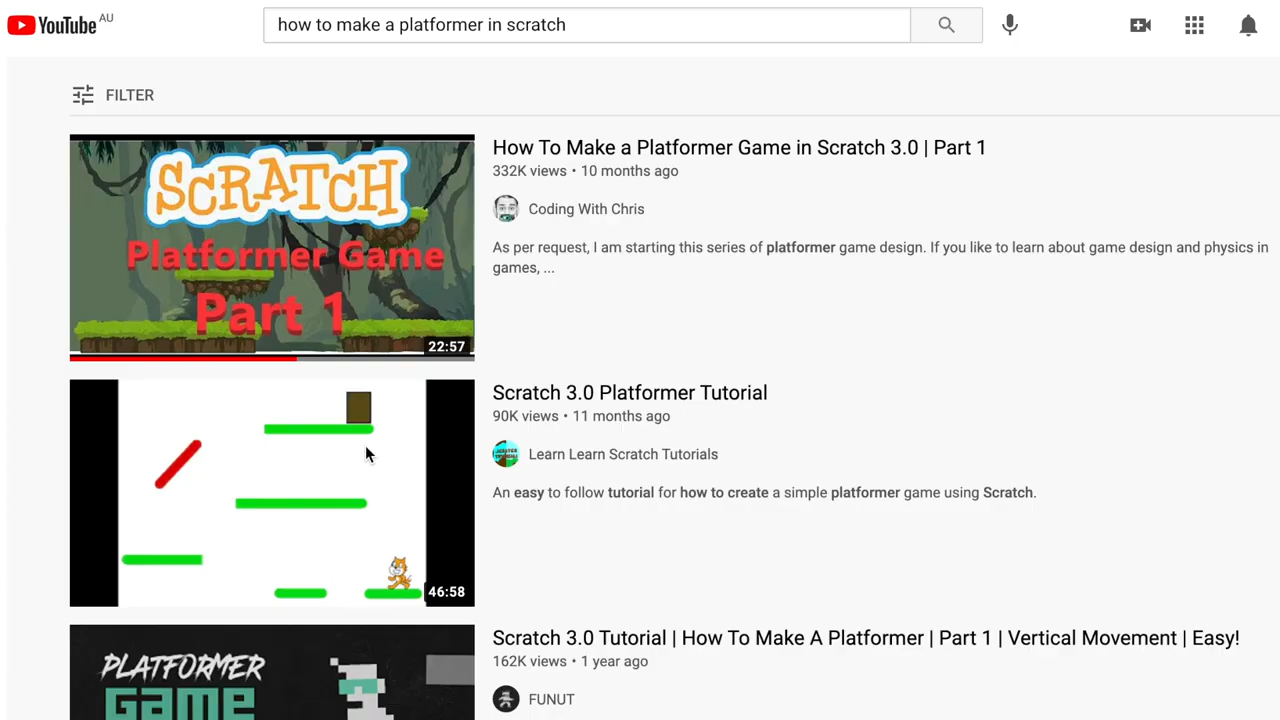 YouTube AU
how to make a platformer in scratch
FILTER
SCRATCH
Platformer Game
Part 1
22:57
How To Make a Platformer Game in Scratch 3.0 | Part 1
332K views • 10 months ago
Coding With Chris
As per request, I am starting this series of platformer game design. If you like to learn about game design and physics in
games, ...
46:58
Scratch 3.0 Platformer Tutorial
90K views • 11 months ago
Learn Learn Scratch Tutorials
An easy to follow tutorial for how to create a simple platformer game using Scratch.
PLATFORMER
GAME
Scratch 3.0 Tutorial | How To Make A Platformer | Part 1 | Vertical Movement | Easy!
162K views • 1 year ago
FUNUT